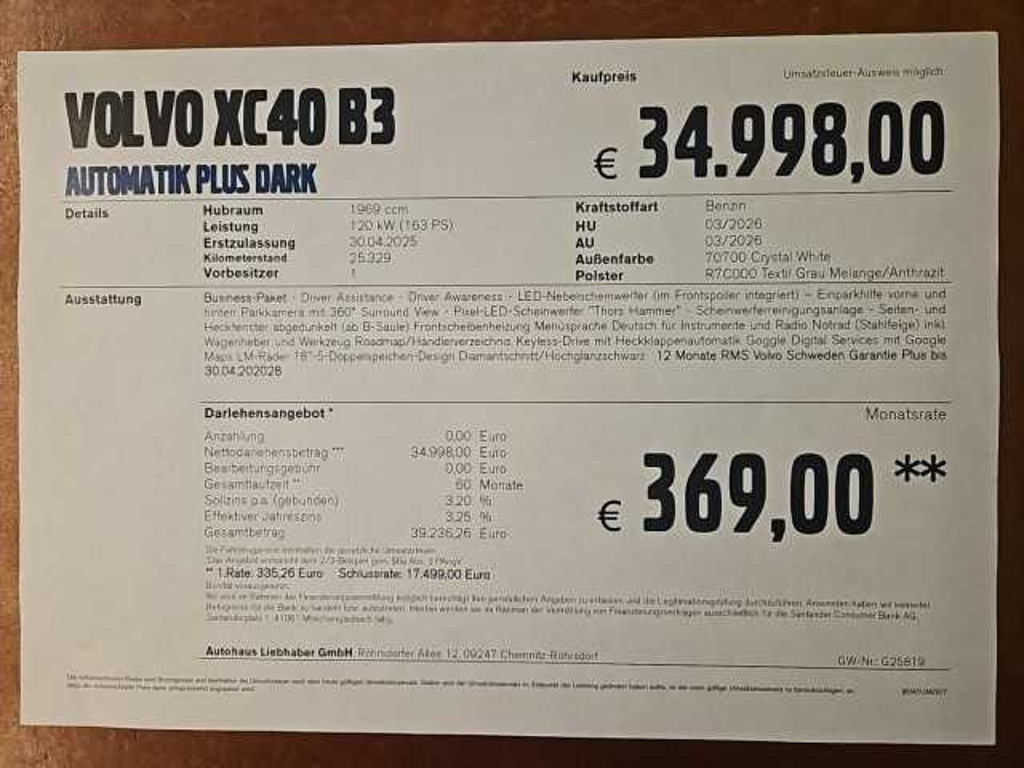 Kaufpreis
Umsatzsteuer-Ausweis möglich
VOLVO XC40 B3
€ 34.998,00
AUTOMATIK PLUS DARK
Details
Hubraum 1969 ccm
Leistung 120 kW (163 PS)
Erstzulassung 30.04.2025
Kilometerstand 25.329
Vorbesitzer 1
Kraftstoffart Benzin
HU 03/2026
AU 03/2026
Außenfarbe 70700 Crystal White
Polster R7C000 Textil Grau Melange/Anthrazit
Ausstattung
Business-Paket - Driver Assistance - Driver Awareness - LED-Nebelscheinwerfer (im Frontspoiler integriert) - Einparkhilfe vorne und
hinten Parkkamera mit 360° Surround View - Pixel-LED-Scheinwerfer "Thors Hammer" - Scheinwerferreinigungsanlage - Seiten- und
Heckfenster abgedunkelt (ab B-Säule) Frontscheibenheizung Menüsprache Deutsch für Instrumente und Radio Notrad (Stahlfelge) inkl.
Wagenheber und Werkzeug Roadmap/Händlerverzeichnis Keyless-Drive mit Heckklappenautomatik Goggle Digital Services mit Google
Maps LM-Räder 18"-5-Doppelspeichen-Design Diamantschnitt/Hochglanzschwarz 12 Monate RMS Volvo Schweden Garantie Plus bis
30.04.202028
Darlehensangebot *
Monatsrate
Anzahlung 0,00 Euro
Nettodarlehensbetrag *** 34.998,00 Euro
Bearbeitungsgebühr 0,00 Euro
Gesamtlaufzeit ** 60 Monate
Sollzins p.a. (gebunden) 3,20 %
Effektiver Jahreszins 3,25 %
Gesamtbetrag 39.236,26 Euro
€ 369,00 **
** 1.Rate: 335,26 Euro Schlussrate: 17.499,00 Euro
Autohaus Liebhaber GmbH, Röhrsdorfer Allee 12, 09247 Chemnitz-Röhrsdorf
GW-Nr.: G25819